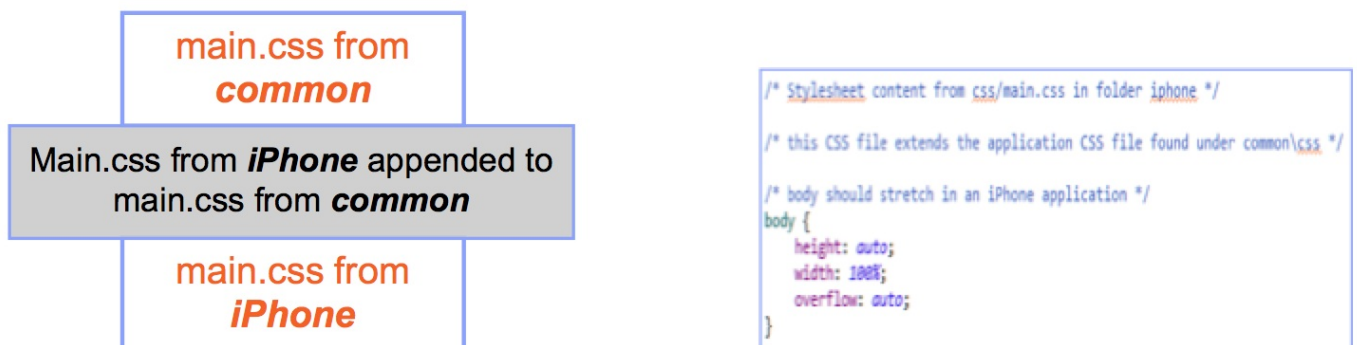 main.css from
common
Main.css from iPhone appended to
main.css from common
main.css from
iPhone
/* Stylesheet content from css/main.css in folder iphone */
/* this CSS file extends the application CSS file found under common\css */
/* body should stretch in an iPhone application */
body {
height: auto;
width: 100%;
overflow: auto;
}